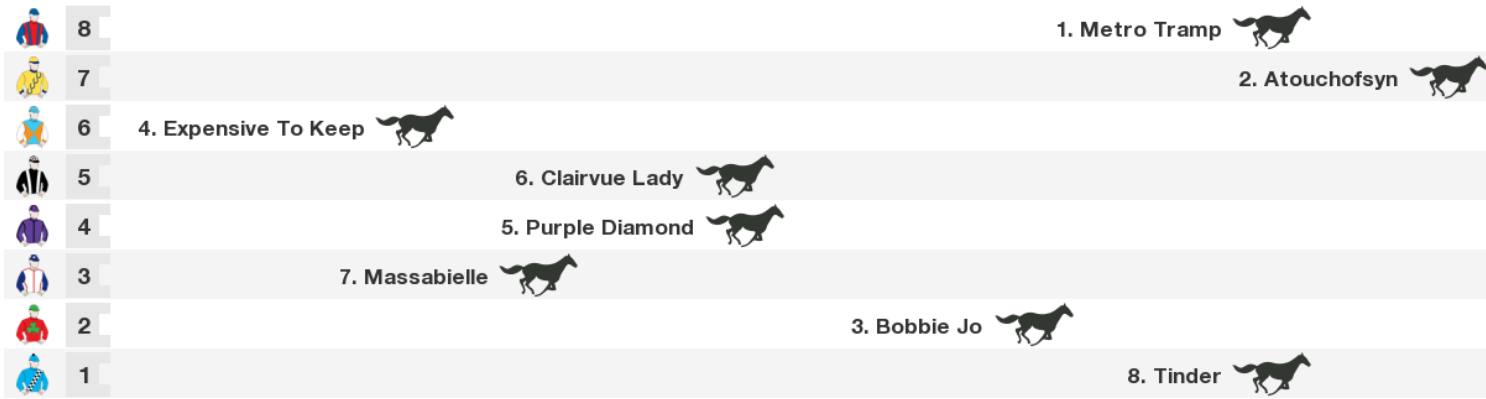 8 1. Metro Tramp
7 2. Atouchofsyn
6 4. Expensive To Keep
5 6. Clairvue Lady
4 5. Purple Diamond
3 7. Massabielle
2 3. Bobbie Jo
1 8. Tinder